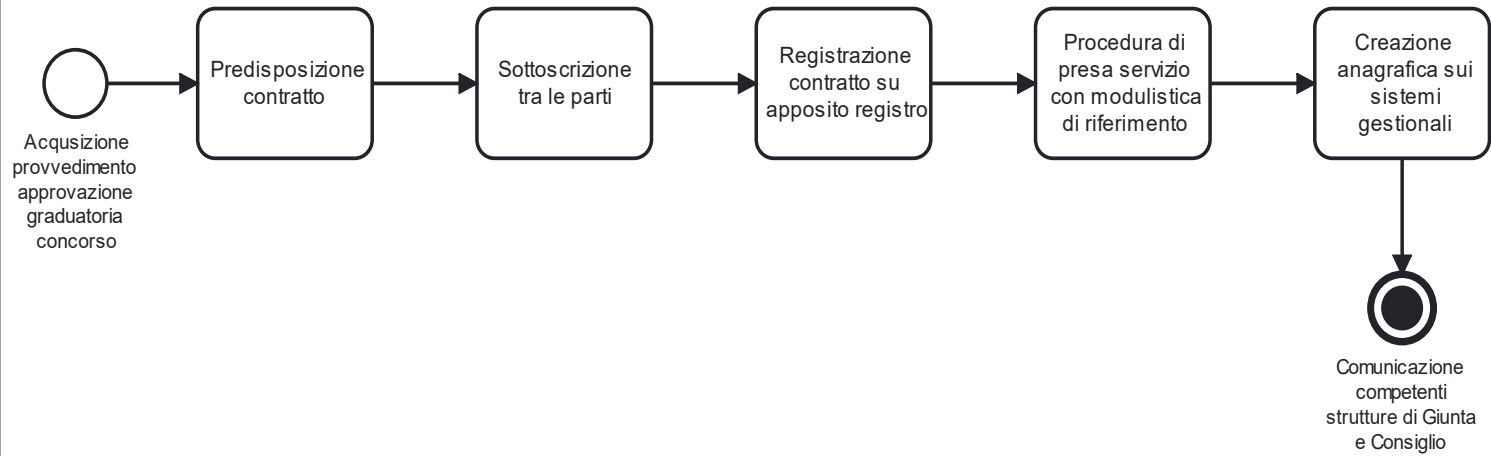 Acqusizione
provvedimento
approvazione
graduatoria
concorso
Predisposizione
contratto
Sottoscrizione
tra le parti
Registrazione
contratto su
apposito registro
Procedura di
presa servizio
con modulistica
di riferimento
Creazione
anagrafica sui
sistemi
gestionali
Comunicazione
competenti
strutture di Giunta
e Consiglio